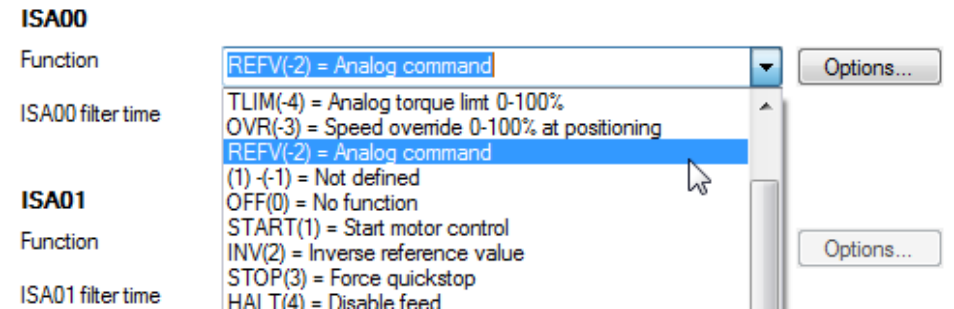 ISA00
Function
REFV(-2) = Analog command
Options...
ISA00 filter time
TLIM(-4) = Analog torque limt 0-100%
OVR(-3) = Speed override 0-100% at positioning
REFV(-2) = Analog command
(1) -(-1) = Not defined
OFF(0) = No function
START(1) = Start motor control
INV(2) = Inverse reference value
STOP(3) = Force quickstop
HALT(4) = Disable feed
ISA01
Function
Options...
ISA01 filter time